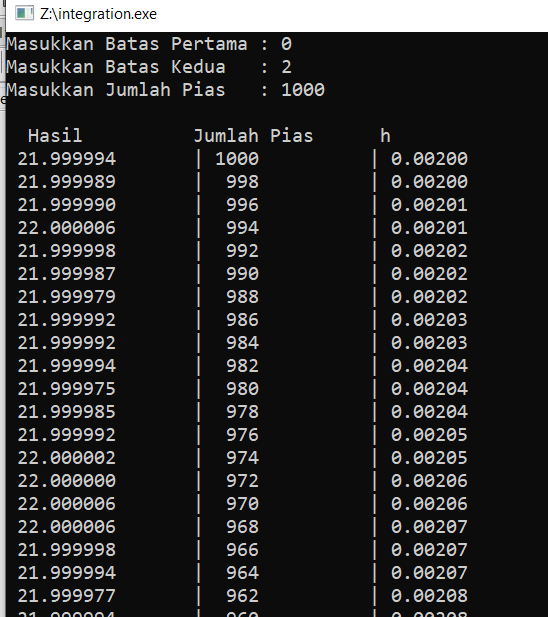 Z:\integration.exe
Masukkan Batas Pertama : 0
Masukkan Batas Kedua   : 2
Masukkan Jumlah Pias   : 1000
Hasil          Jumlah Pias      h
21.999994       | 1000          | 0.00200
21.999989       |  998          | 0.00200
21.999990       |  996          | 0.00201
22.000006       |  994          | 0.00201
21.999998       |  992          | 0.00202
21.999987       |  990          | 0.00202
21.999979       |  988          | 0.00202
21.999992       |  986          | 0.00203
21.999992       |  984          | 0.00203
21.999994       |  982          | 0.00204
21.999975       |  980          | 0.00204
21.999985       |  978          | 0.00204
21.999992       |  976          | 0.00205
22.000002       |  974          | 0.00205
22.000000       |  972          | 0.00206
22.000006       |  970          | 0.00206
22.000006       |  968          | 0.00207
21.999998       |  966          | 0.00207
21.999994       |  964          | 0.00207
21.999977       |  962          | 0.00208
21.999994       |  960          | 0.00208